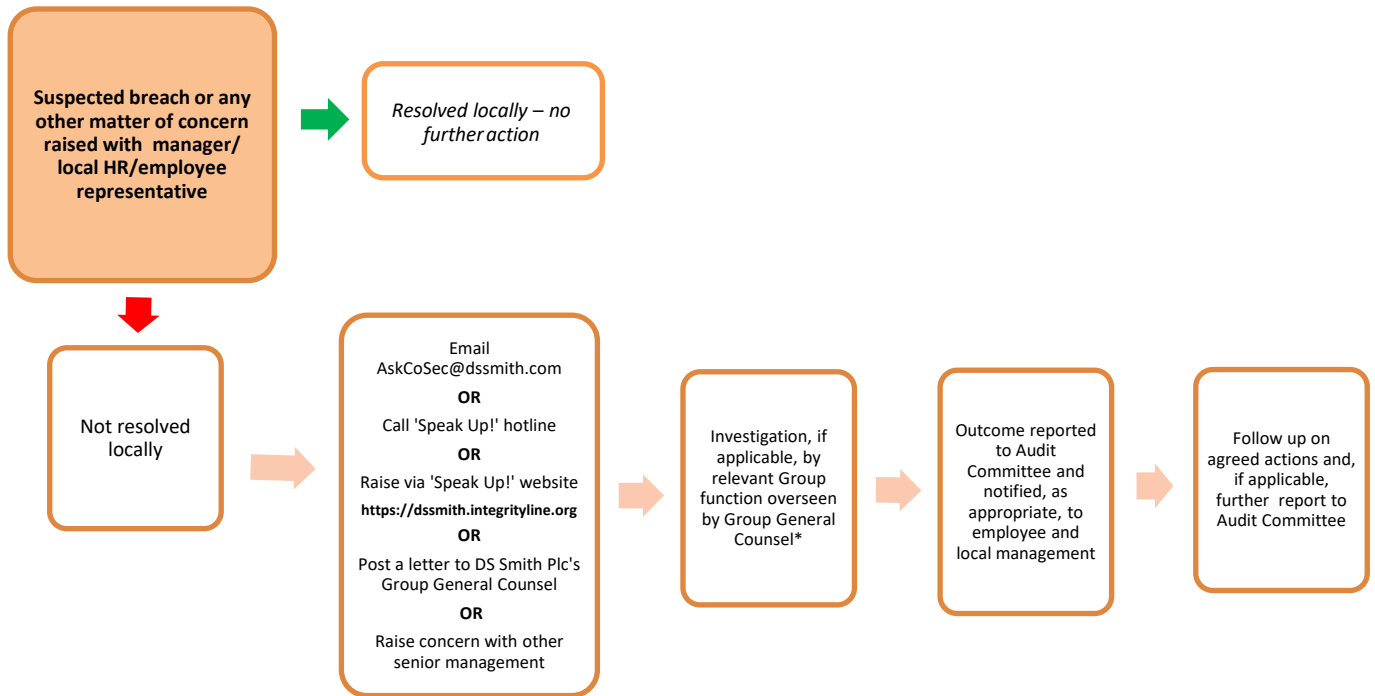 Suspected breach or any
other matter of concern
raised with manager/
local HR/employee
representative
Resolved locally – no
further action
Not resolved
locally
Email
AskCoSec@dssmith.com
OR
Call 'Speak Up!' hotline
OR
Raise via 'Speak Up!' website
https://dssmith.integrityline.org
OR
Post a letter to DS Smith Plc's
Group General Counsel
OR
Raise concern with other
senior management
Investigation, if
applicable, by
relevant Group
function overseen
by Group General
Counsel*
Outcome reported
to Audit
Committee and
notified, as
appropriate, to
employee and
local management
Follow up on
agreed actions and,
if applicable,
further report to
Audit Committee